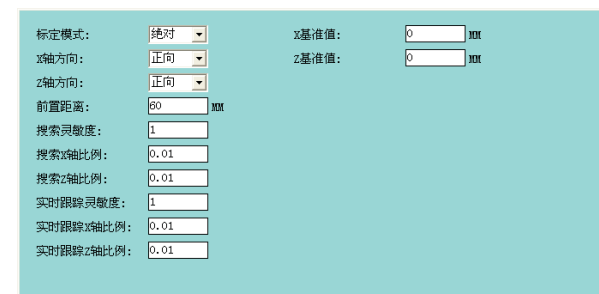 标定模式: 绝对 X基准值: 0 MM
X轴方向: 正向 Z基准值: 0 MM
Z轴方向: 正向
前置距离: 60 MM
搜索灵敏度: 1
搜索X轴比例: 0.01
搜索Z轴比例: 0.01
实时跟踪灵敏度: 1
实时跟踪X轴比例: 0.01
实时跟踪Z轴比例: 0.01